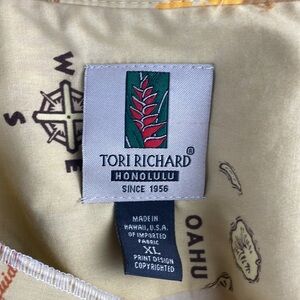 W
S
E
TORI RICHARD®
HONOLULU
SINCE 1956
MADE IN
HAWAII, U.S.A.
OF IMPORTED
FABRIC
XL
PRINT DESIGN
COPYRIGHTED
OAHU